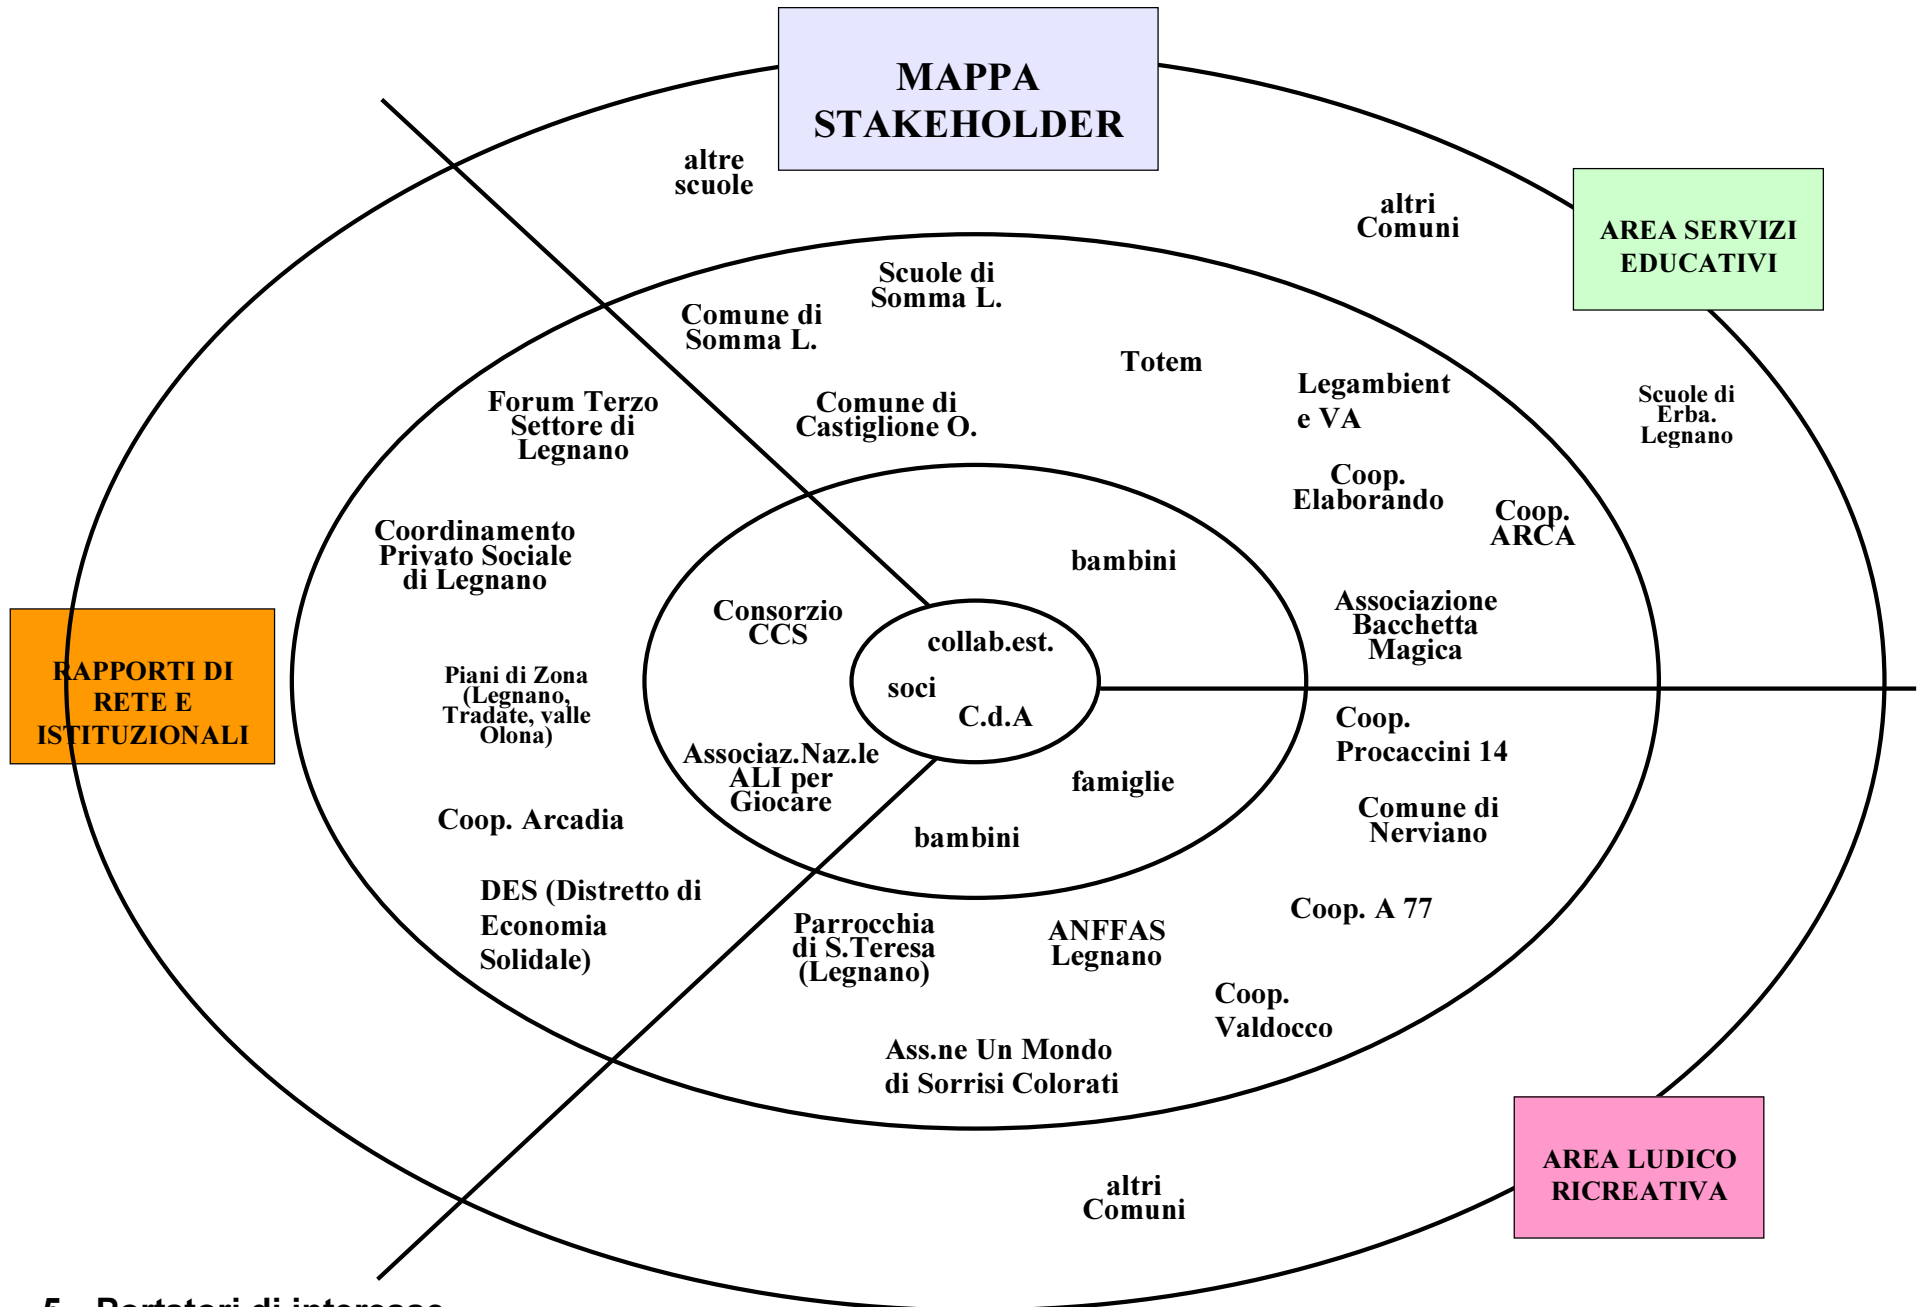 MAPPA
STAKEHOLDER
altre
scuole
altri
Comuni
AREA SERVIZI
EDUCATIVI
Scuole di
Somma L.
Comune di
Somma L.
Totem
Legambient
e VA
Scuole di
Erba.
Legnano
Forum Terzo
Settore di
Legnano
Comune di
Castiglione O.
Coop.
Elaborando
Coop.
ARCA
Coordinamento
Privato Sociale
di Legnano
bambini
Associazione
Bacchetta
Magica
Consorzio
CCS
collab.est.
soci
C.d.A
RAPPORTI DI
RETE E
ISTITUZIONALI
Piani di Zona
(Legnano,
Tradate, valle
Olona)
Coop.
Procaccini 14
Associaz.Naz.le
ALI per
Giocare
famiglie
bambini
Comune di
Nerviano
Coop. Arcadia
DES (Distretto di
Economia
Solidale)
Parrocchia
di S.Teresa
(Legnano)
ANFFAS
Legnano
Coop. A 77
Coop.
Valdocco
Ass.ne Un Mondo
di Sorrisi Colorati
AREA LUDICO
RICREATIVA
altri
Comuni
5. Portatori di interesse